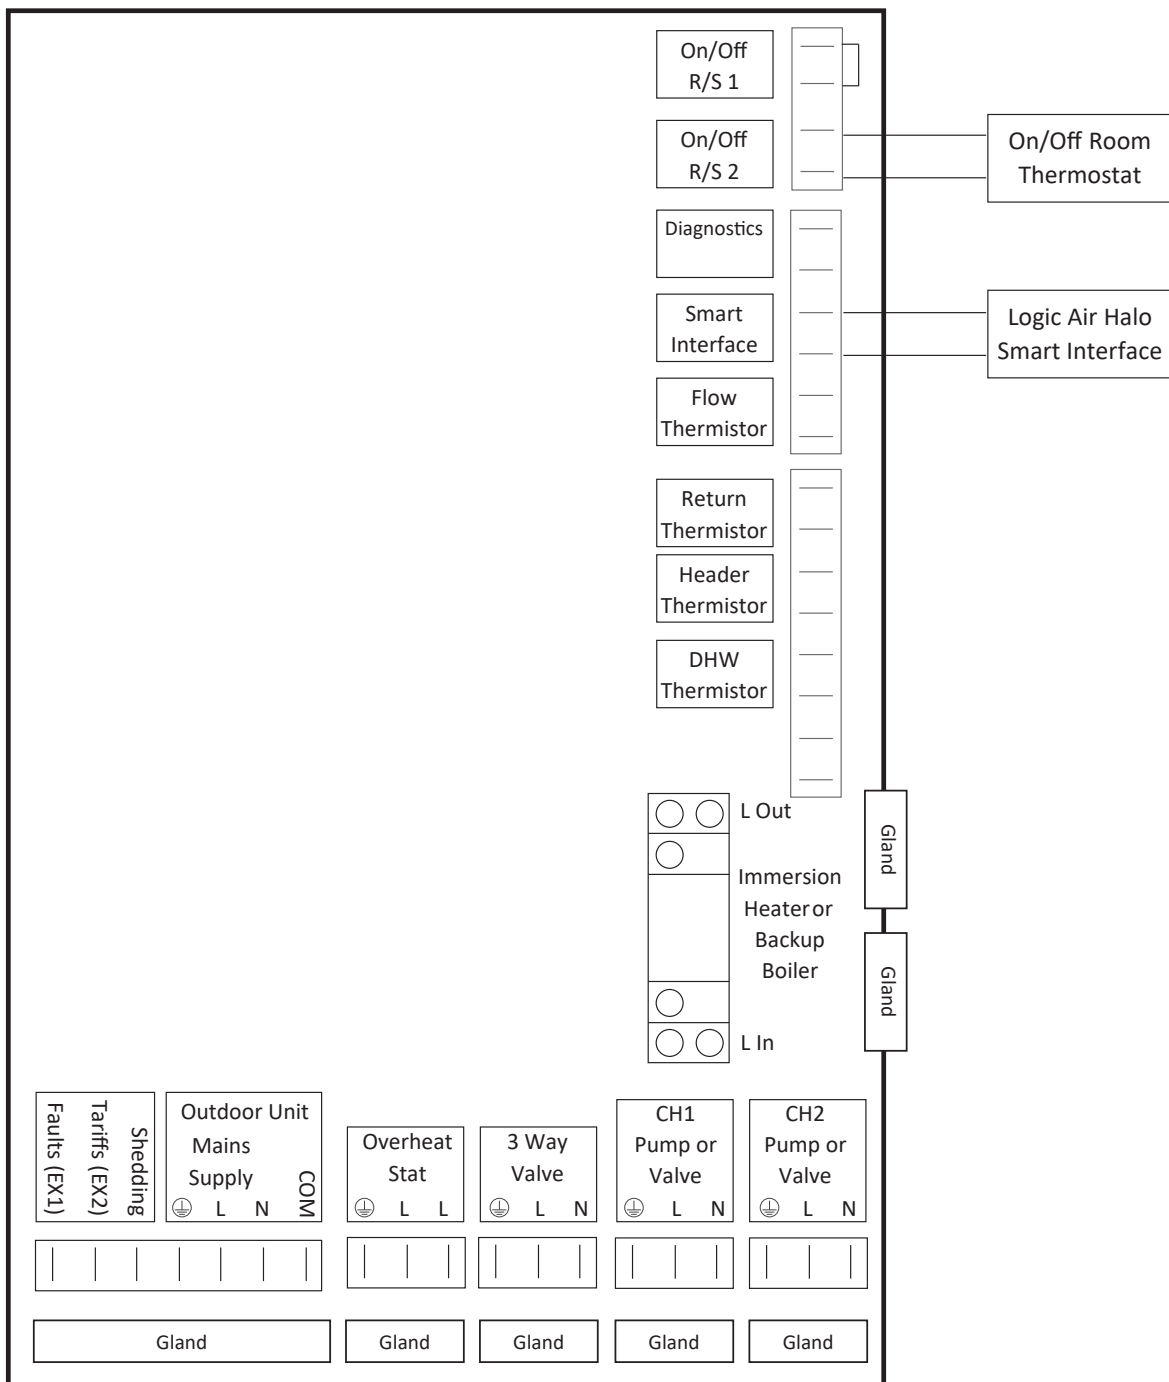 On/Off
R/S 1
On/Off
R/S 2
On/Off Room
Thermostat
Diagnostics
Smart
Interface
Logic Air Halo
Smart Interface
Flow
Thermistor
Return
Thermistor
Header
Thermistor
DHW
Thermistor
L Out
Immersion
Heater or
Backup
Boiler
L In
Gland
Gland
Faults (EX1)
Tariffs (EX2)
Shedding
Outdoor Unit
Mains
Supply
L N
COM
Overheat
Stat
L L
3 Way
Valve
L N
CH1
Pump or
Valve
L N
CH2
Pump or
Valve
L N
Gland
Gland
Gland
Gland
Gland